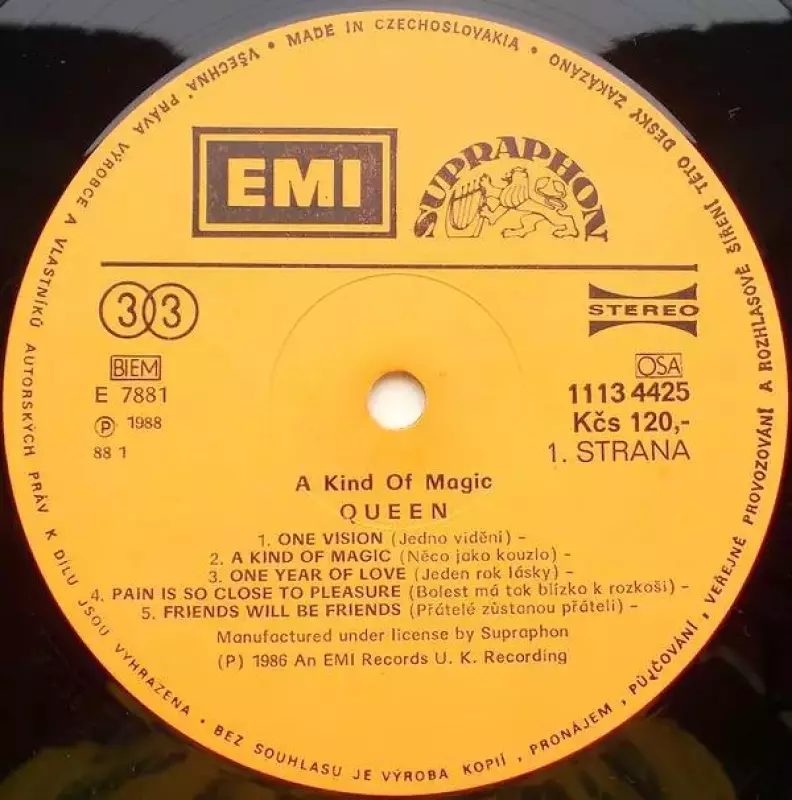 • MADE IN CZECHOSLOVAKIA •
VŠECHNA PRÁVA VÝROBCE A VLASTNÍKŮ AUTORSKÝCH PRÁV K DÍLU JSOU VYHRAZENA • BEZ SOUHLASU JE VÝROBA KOPIÍ, PRONÁJEM, PŮJČOVÁNÍ, VEŘEJNÉ PROVOZOVÁNÍ A ROZHLASOVÉ ŠÍŘENÍ TÉTO DESKY ZAKÁZÁNO
EMI
SUPRAPHON
33
STEREO
BIEM
OSA
E 7881
1113 4425
Ⓟ 1988
Kčs 120,-
88 1
1. STRANA
A Kind Of Magic
QUEEN
1. ONE VISION (Jedno vidění) –
2. A KIND OF MAGIC (Něco jako kouzlo) –
3. ONE YEAR OF LOVE (Jeden rok lásky) –
4. PAIN IS SO CLOSE TO PLEASURE (Bolest má tak blízko k rozkoši) –
5. FRIENDS WILL BE FRIENDS (Přátelé zůstanou přáteli) –
Manufactured under license by Supraphon
(P) 1986 An EMI Records U. K. Recording